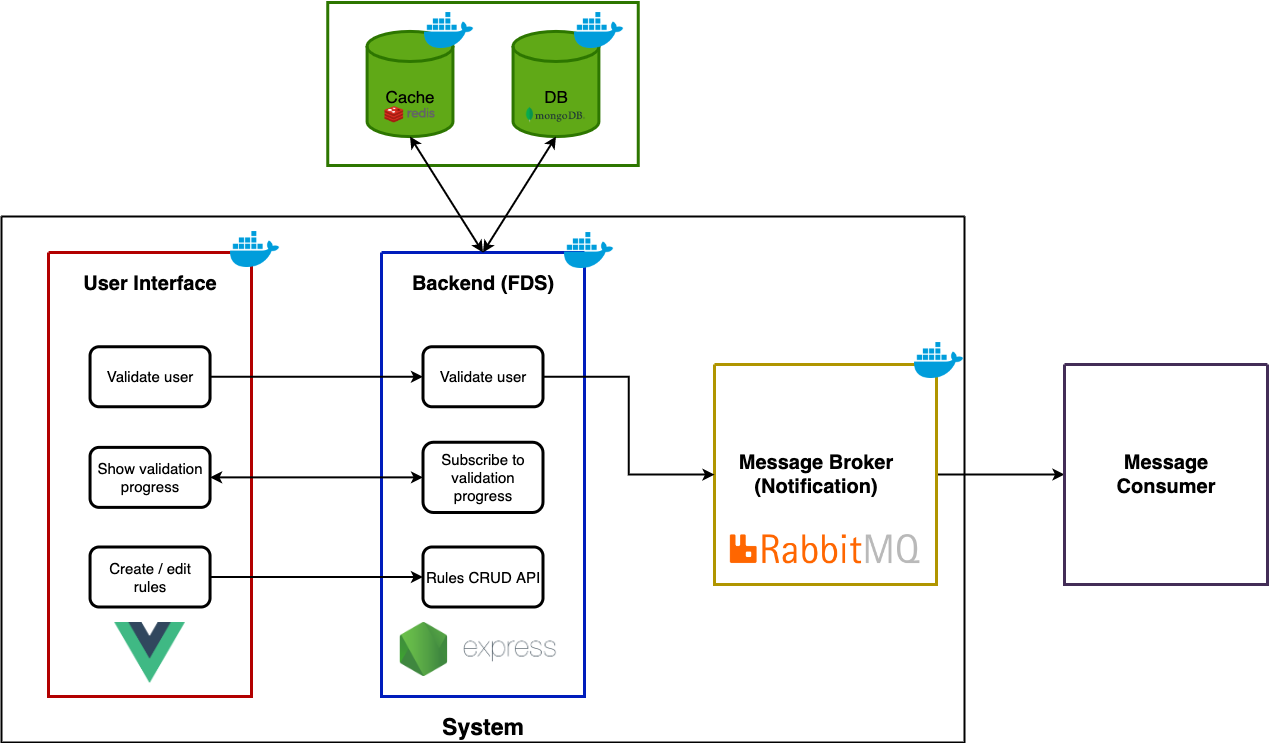 Cache
redis
DB
mongoDB.
User Interface
Backend (FDS)
Validate user
Validate user
Show validation
progress
Subscribe to
validation
progress
Create / edit
rules
Rules CRUD API
express
Message Broker
(Notification)
RabbitMQ
Message
Consumer
System